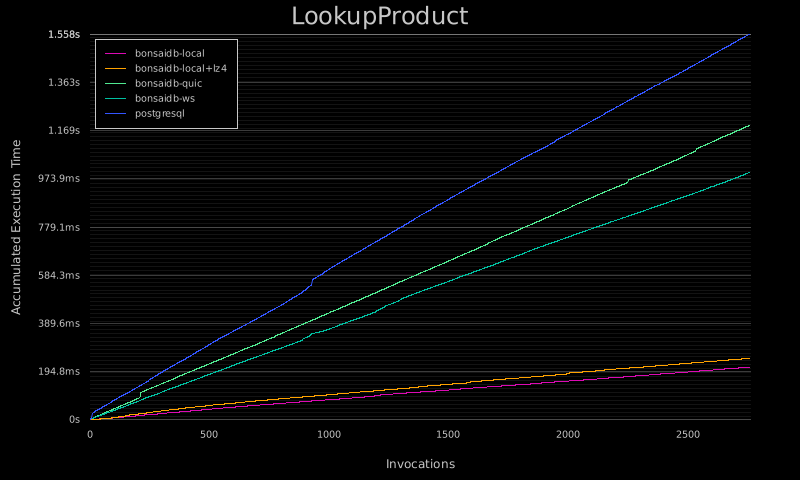 LookupProduct
1.558s
1.363s
1.169s
973.9ms
779.1ms
584.3ms
389.6ms
194.8ms
0s
bonsaidb-local
bonsaidb-local+lz4
bonsaidb-quic
bonsaidb-ws
postgresql
Accumulated Execution Time
0 500 1000 1500 2000 2500
Invocations